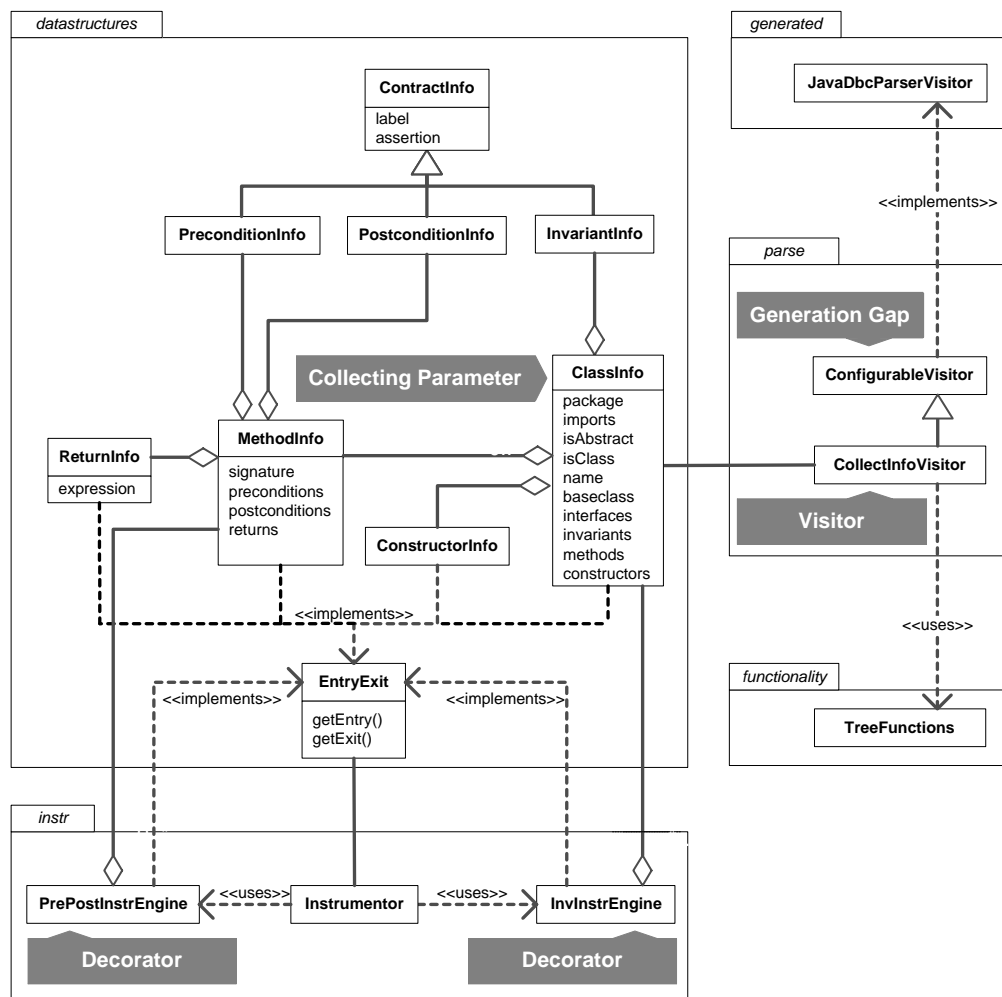 datastructures
generated
ContractInfo
label
assertion
JavaDbcParserVisitor
<<implements>>
PreconditionInfo
PostconditionInfo
InvariantInfo
parse
Generation Gap
Collecting Parameter
ClassInfo
package
imports
isAbstract
isClass
name
baseclass
interfaces
invariants
methods
constructors
ConfigurableVisitor
MethodInfo
signature
preconditions
postconditions
returns
ReturnInfo
expression
CollectInfoVisitor
Visitor
ConstructorInfo
<<implements>>
<<uses>>
EntryExit
getEntry()
getExit()
<<implements>>
<<implements>>
functionality
TreeFunctions
instr
PrePostInstrEngine
<<uses>>
Instrumentor
<<uses>>
InvInstrEngine
Decorator
Decorator